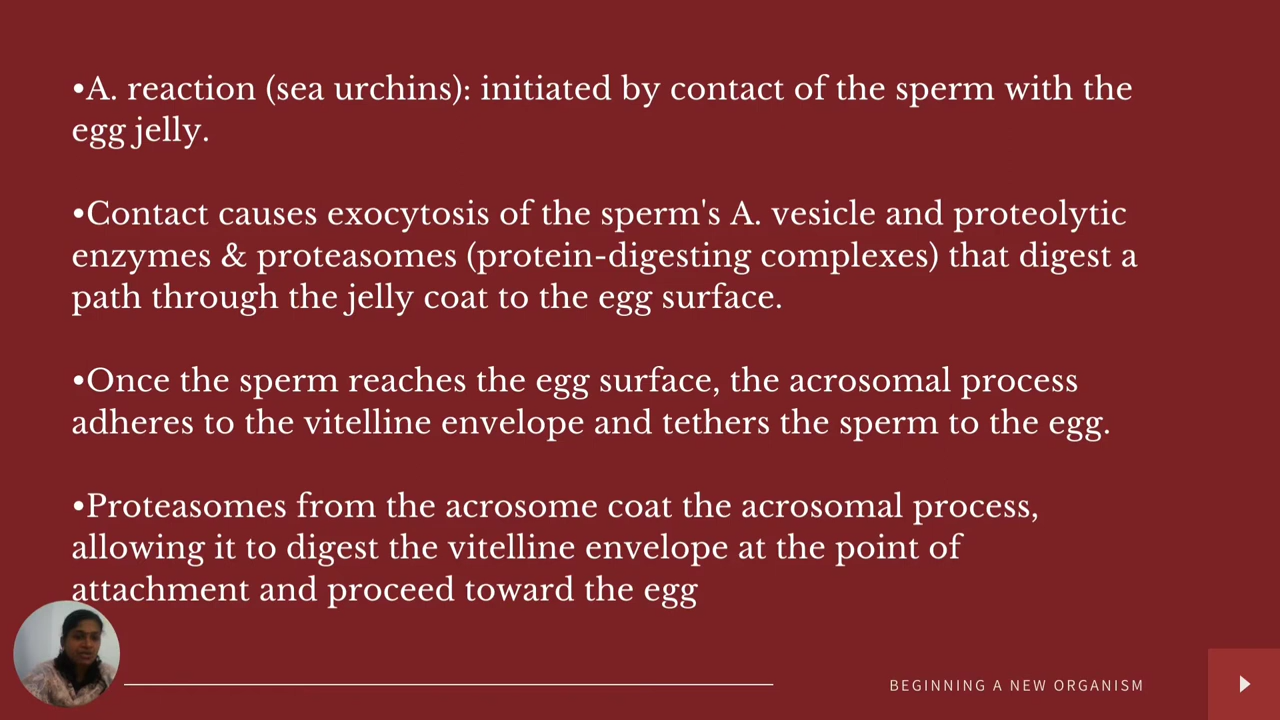 •A. reaction (sea urchins): initiated by contact of the sperm with the
egg jelly.
•Contact causes exocytosis of the sperm's A. vesicle and proteolytic
enzymes & proteasomes (protein-digesting complexes) that digest a
path through the jelly coat to the egg surface.
•Once the sperm reaches the egg surface, the acrosomal process
adheres to the vitelline envelope and tethers the sperm to the egg.
•Proteasomes from the acrosome coat the acrosomal process,
allowing it to digest the vitelline envelope at the point of
attachment and proceed toward the egg
BEGINNING A NEW ORGANISM